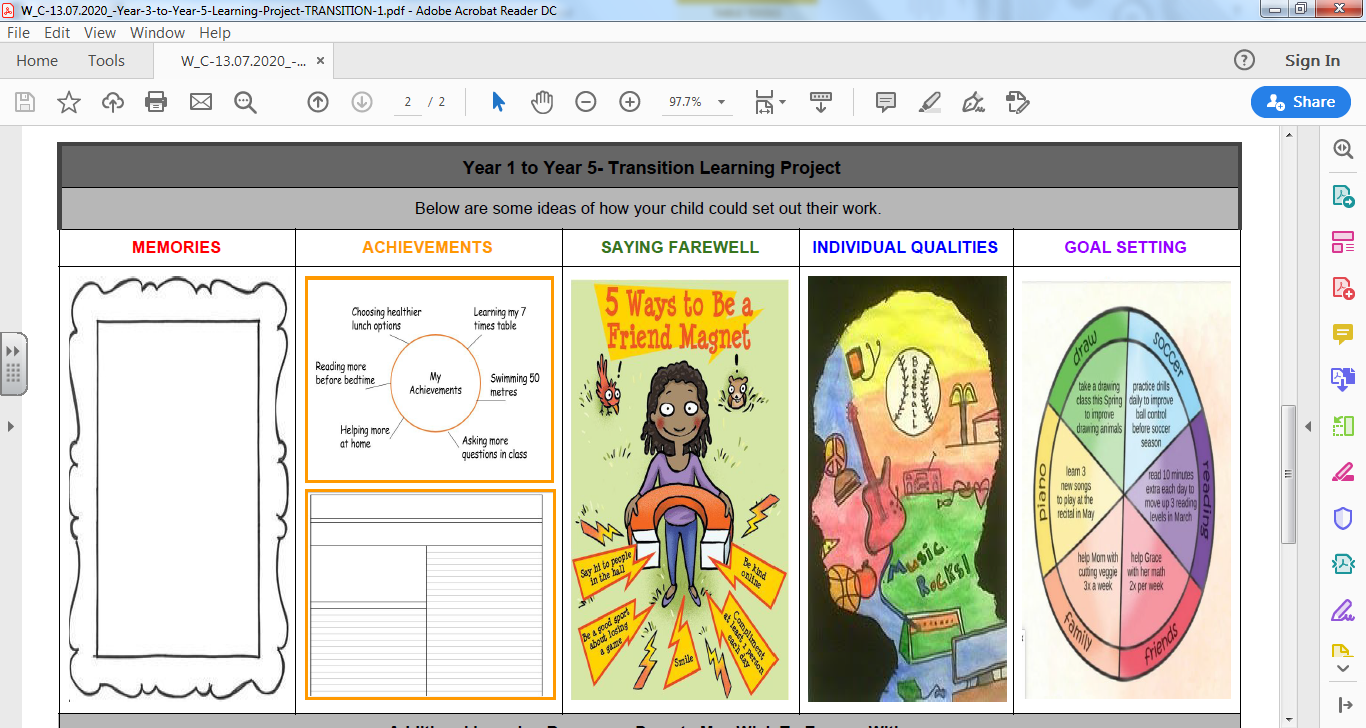 W_C-13.07.2020_-Year-3-to-Year-5-Learning-Project-TRANSITION-1.pdf - Adobe Acrobat Reader DC
File Edit View Window Help
Home Tools W_C-13.07.2020_-... × Sign In
2 / 2 97.7% Share
Year 1 to Year 5- Transition Learning Project
Below are some ideas of how your child could set out their work.
MEMORIES
ACHIEVEMENTS
Choosing healthier
lunch options
Learning my 7
times table
Reading more
before bedtime
My
Achievements
Swimming 50
metres
Helping more
at home
Asking more
questions in class
SAYING FAREWELL
5 Ways to Be a
Friend Magnet
! !
Say hi to people
in the hall
Be kind
online
Be a good sport
about losing
a game
Smile
Compliment
at least 1 person
each day
INDIVIDUAL QUALITIES
Baseball
Music
Rocks!
GOAL SETTING
draw
take a drawing
class this Spring
to improve
drawing animals
soccer
practice drills
daily to improve
ball control
before soccer
season
piano
learn 3
new songs
to play at the
recital in May
reading
read 10 minutes
extra each day to
move up 3 reading
levels in March
family
help Mom with
cutting veggie
3x a week
friends
help Grace
with her math
2x per week